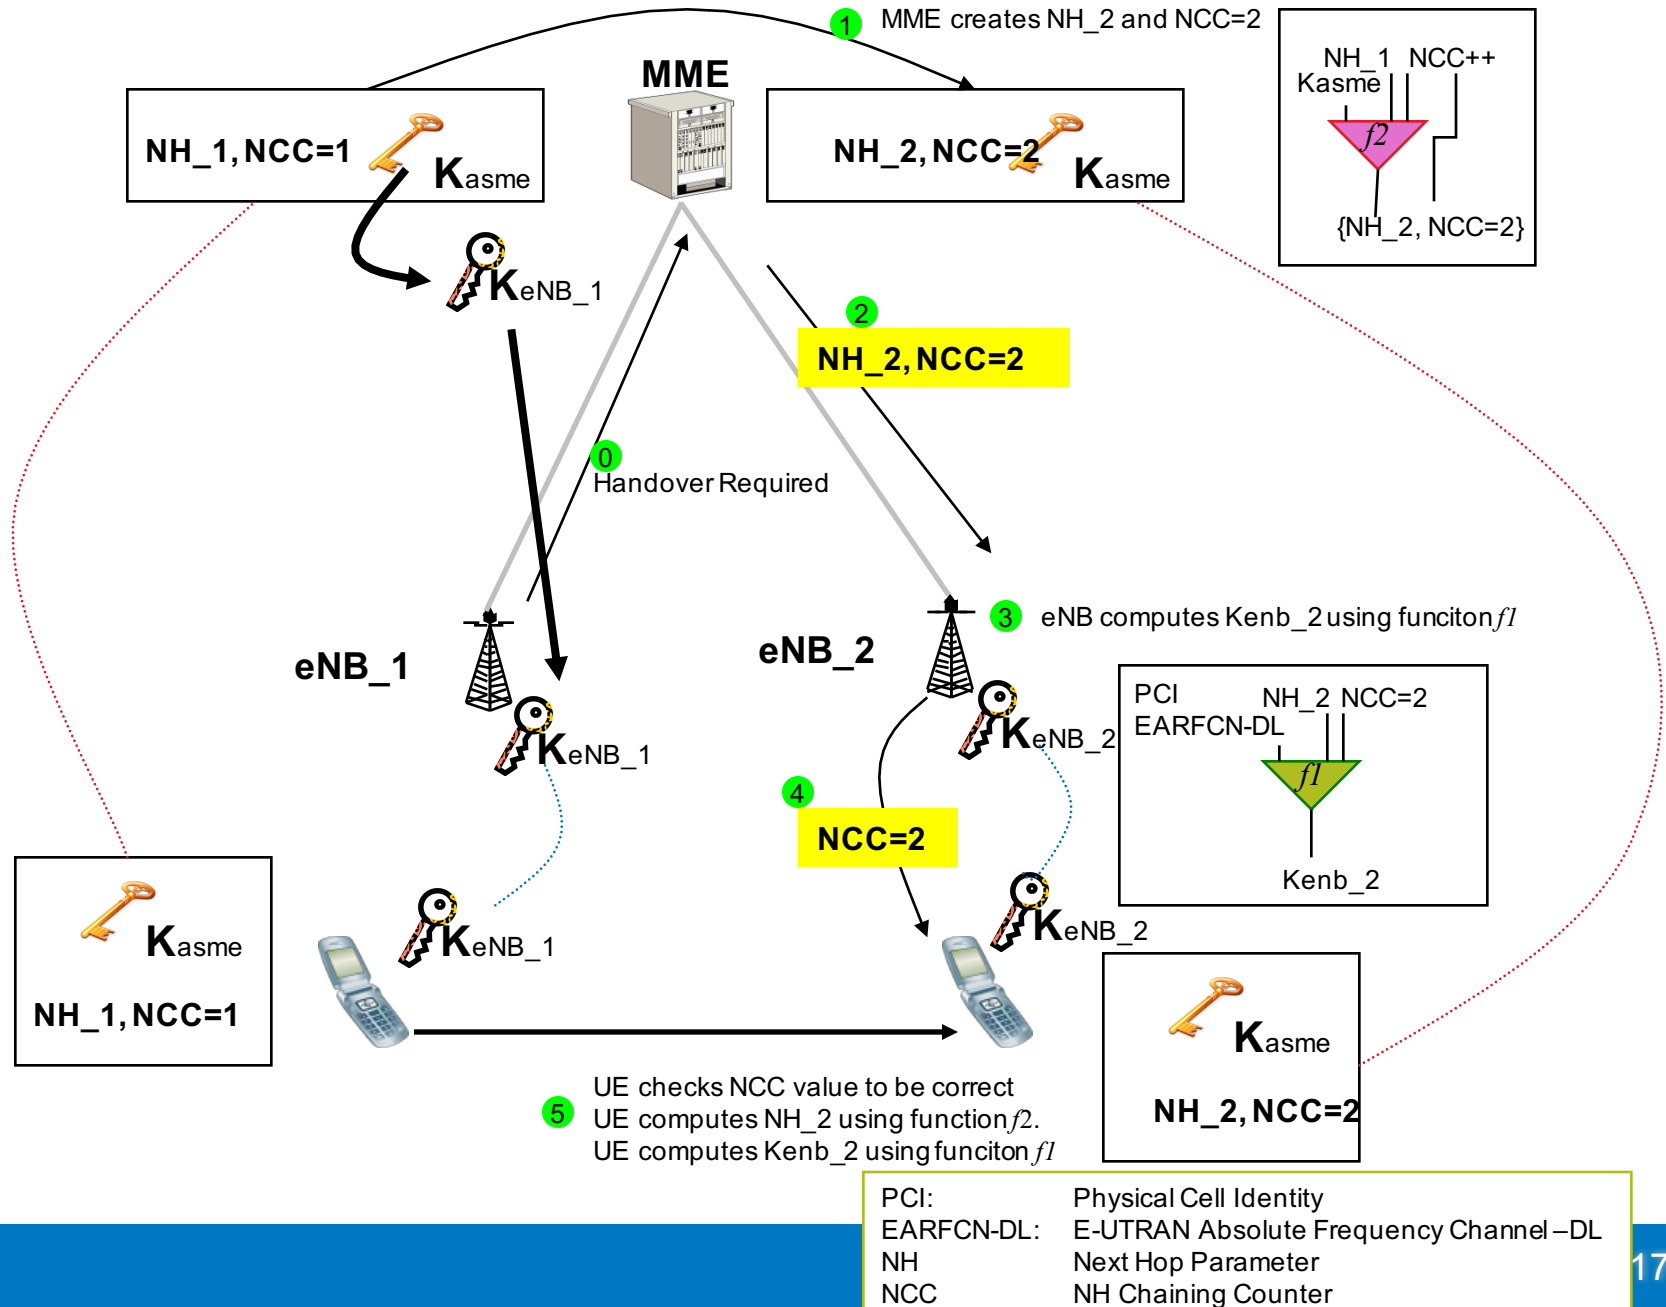 1 MME creates NH_2 and NCC=2
MME
NH_1, NCC=1
Kasme
NH_2, NCC=2
Kasme
NH_1 NCC++
Kasme
f2
{NH_2, NCC=2}
KeNB_1
2
NH_2, NCC=2
0
Handover Required
eNB_1
eNB_2
3 eNB computes Kenb_2 using funciton f1
KeNB_1
KeNB_2
PCI
EARFCN-DL
NH_2 NCC=2
f1
Kenb_2
4
NCC=2
Kasme
NH_1, NCC=1
KeNB_1
KeNB_2
Kasme
NH_2, NCC=2
5
UE checks NCC value to be correct
UE computes NH_2 using function f2.
UE computes Kenb_2 using funciton f1
PCI: Physical Cell Identity
EARFCN-DL: E-UTRAN Absolute Frequency Channel –DL
NH Next Hop Parameter
NCC NH Chaining Counter
17